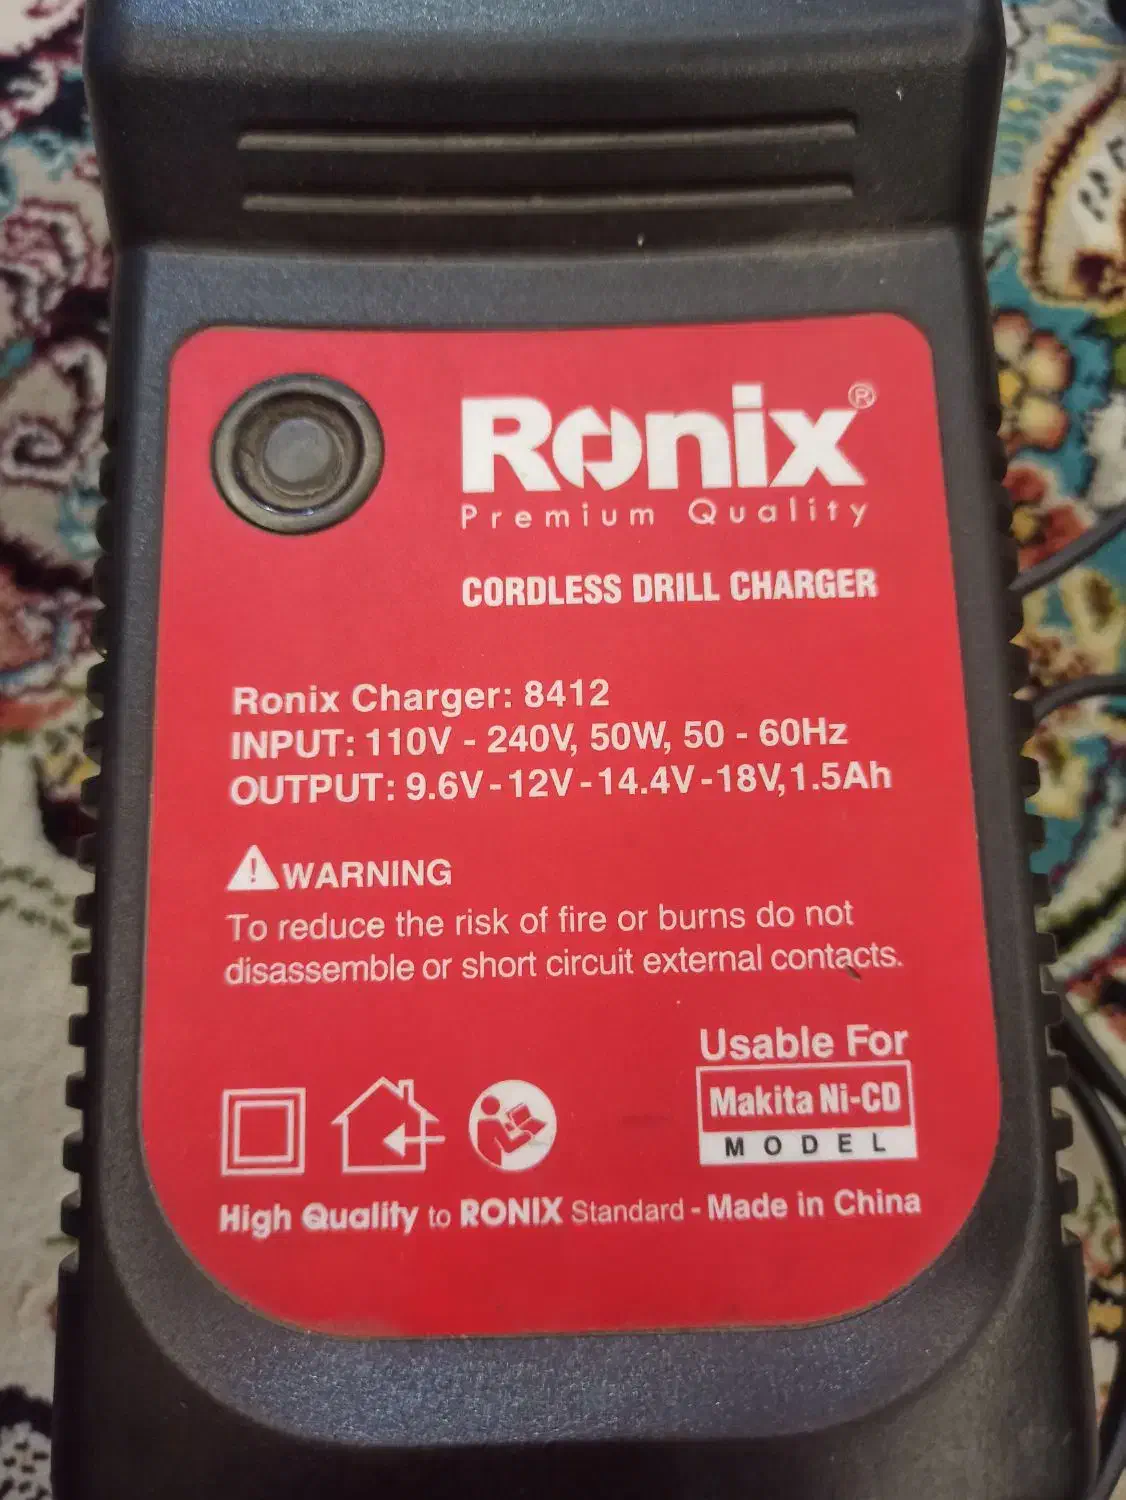 Ronix®
Premium Quality
CORDLESS DRILL CHARGER
Ronix Charger: 8412
INPUT: 110V - 240V, 50W, 50 - 60Hz
OUTPUT: 9.6V - 12V - 14.4V - 18V, 1.5Ah
WARNING
To reduce the risk of fire or burns do not
disassemble or short circuit external contacts.
Usable For
Makita Ni-CD
MODEL
High Quality to RONIX Standard - Made in China